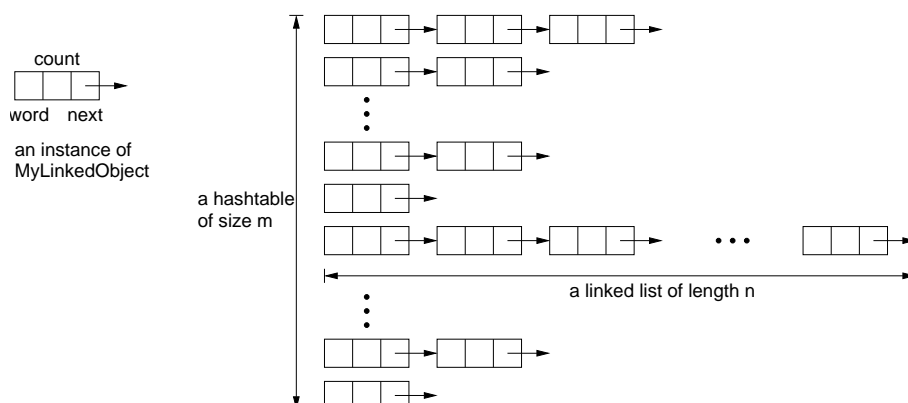 count
word next
an instance of
MyLinkedObject
a hashtable
of size m
a linked list of length n